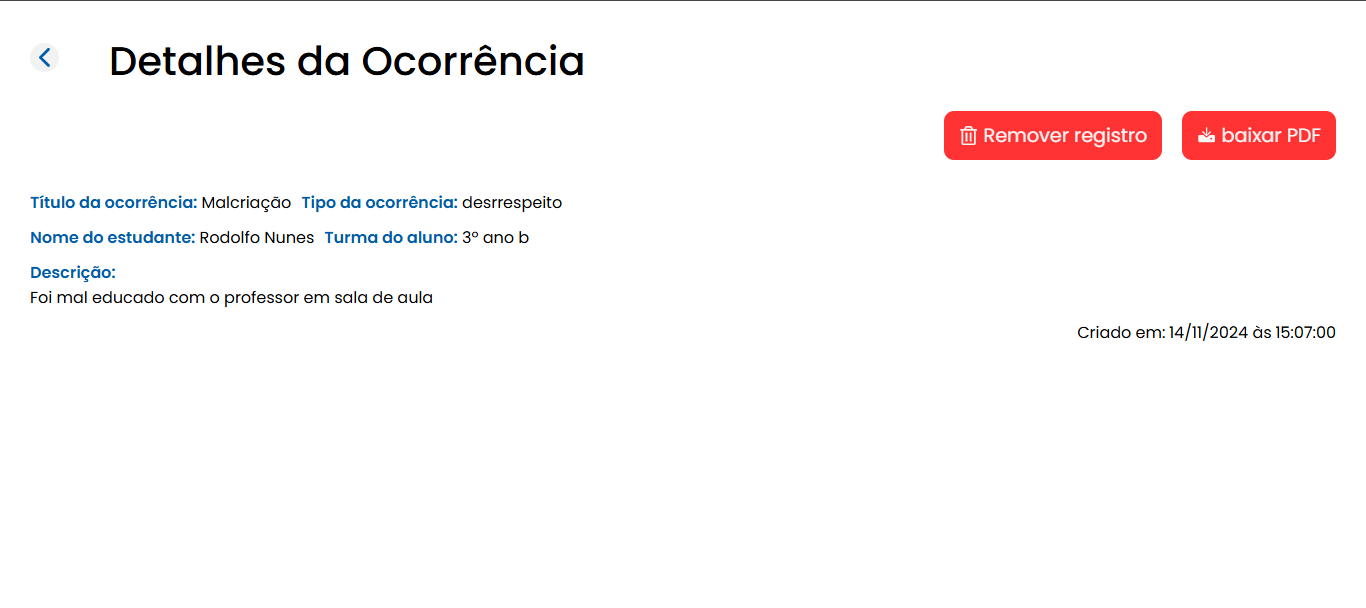 Detalhes da Ocorrência
Remover registro baixar PDF
Título da ocorrência: Malcriação Tipo da ocorrência: desrrespeito
Nome do estudante: Rodolfo Nunes Turma do aluno: 3º ano b
Descrição:
Foi mal educado com o professor em sala de aula
Criado em: 14/11/2024 às 15:07:00